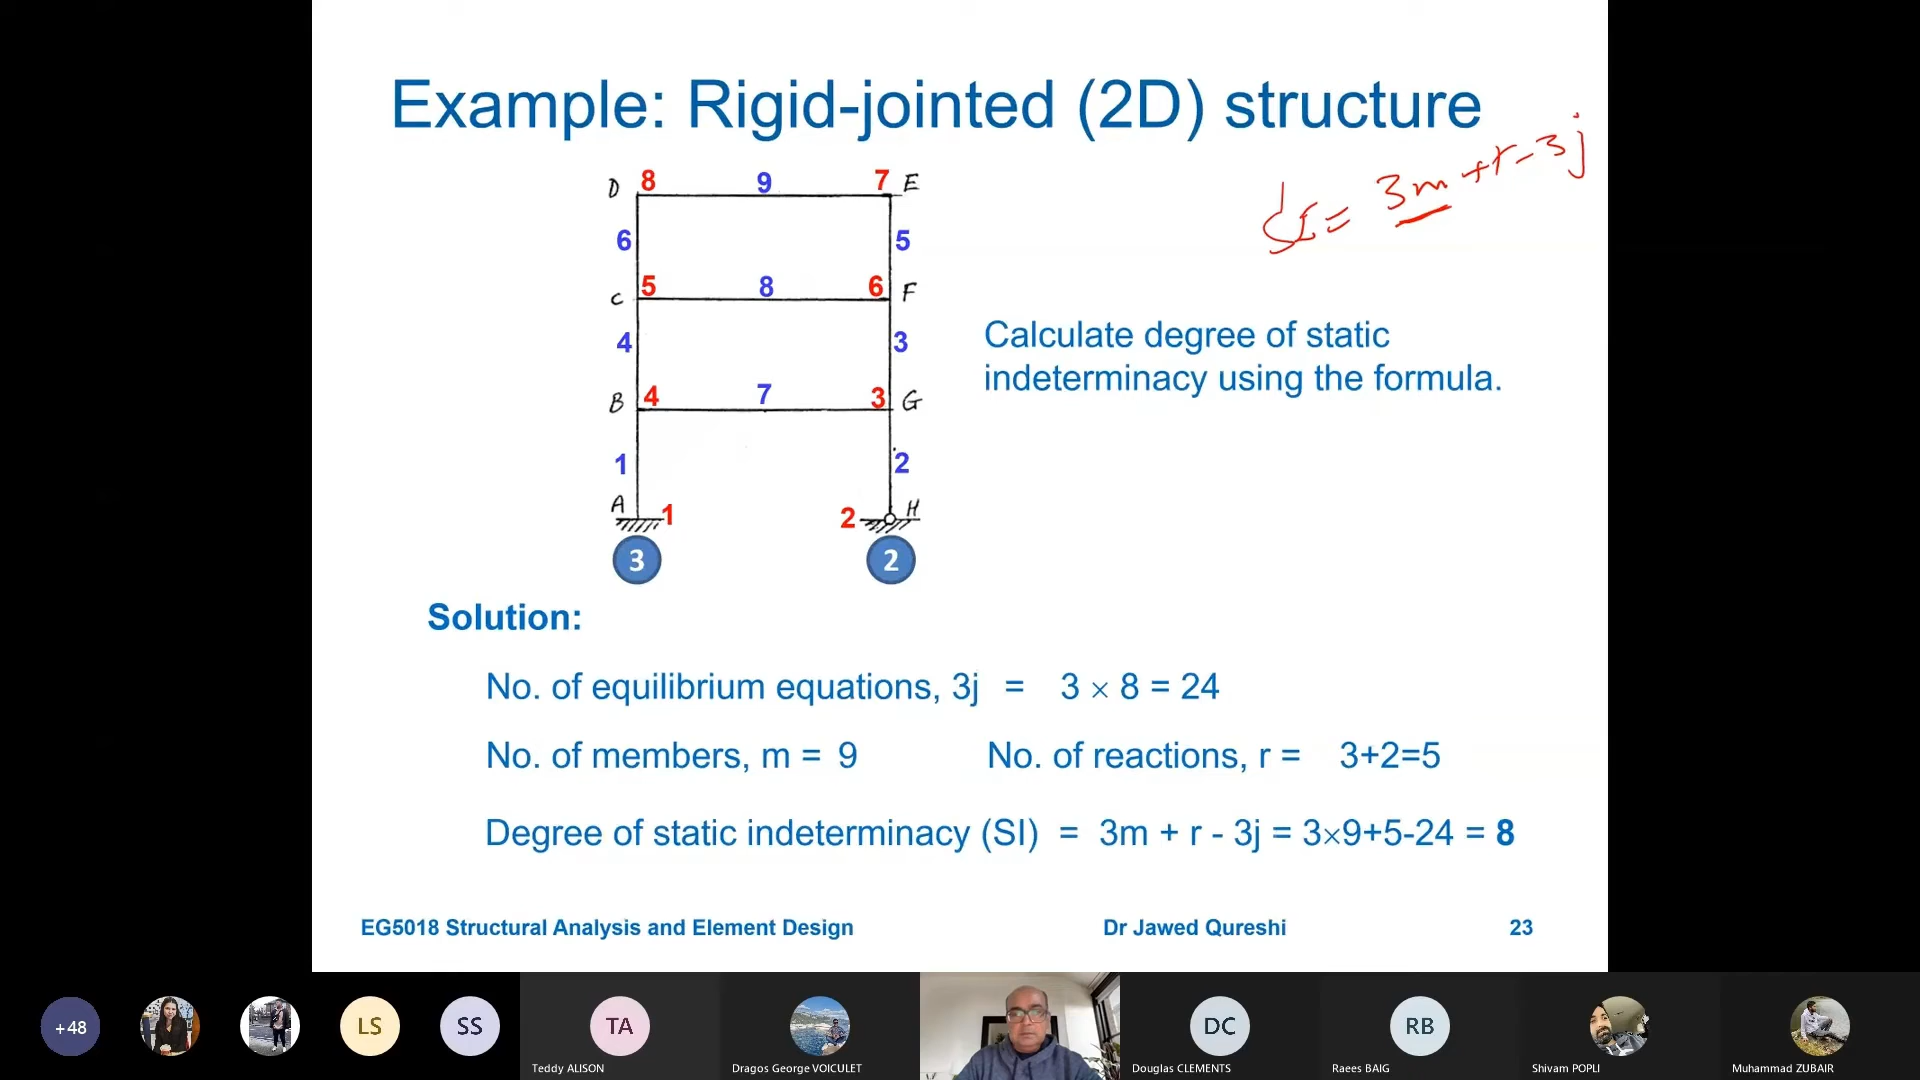 Example: Rigid-jointed (2D) structure
SI = 3m + r - 3j
D 8 9 7 E
6 5
C 5 8 6 F
4 3
B 4 7 3 G
1 2
A 1 2 H
3 2
Calculate degree of static
indeterminacy using the formula.
Solution:
No. of equilibrium equations, 3j = 3 × 8 = 24
No. of members, m = 9 No. of reactions, r = 3+2=5
Degree of static indeterminacy (SI) = 3m + r - 3j = 3×9+5-24 = 8
EG5018 Structural Analysis and Element Design Dr Jawed Qureshi 23
+48 LS SS TA DC RB
Teddy ALISON Dragos George VOICULET Douglas CLEMENTS Raees BAIG Shivam POPLI Muhammad ZUBAIR